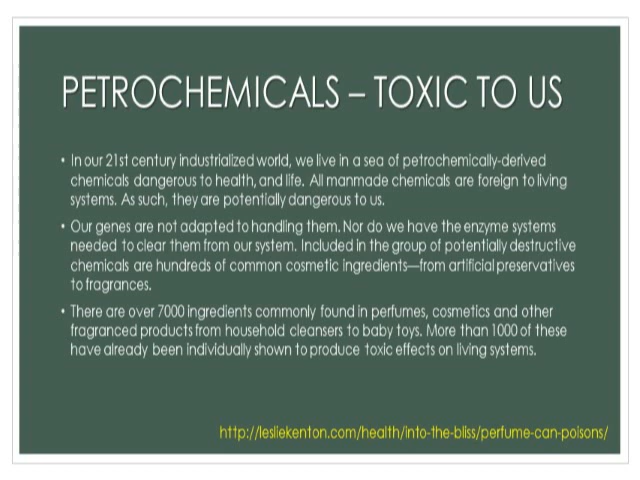 PETROCHEMICALS – TOXIC TO US
• In our 21st century industrialized world, we live in a sea of petrochemically-derived
chemicals dangerous to health, and life. All manmade chemicals are foreign to living
systems. As such, they are potentially dangerous to us.
• Our genes are not adapted to handling them. Nor do we have the enzyme systems
needed to clear them from our system. Included in the group of potentially destructive
chemicals are hundreds of common cosmetic ingredients—from artificial preservatives
to fragrances.
• There are over 7000 ingredients commonly found in perfumes, cosmetics and other
fragranced products from household cleansers to baby toys. More than 1000 of these
have already been individually shown to produce toxic effects on living systems.
http://lesliekenton.com/health/into-the-bliss/perfume-can-poisons/